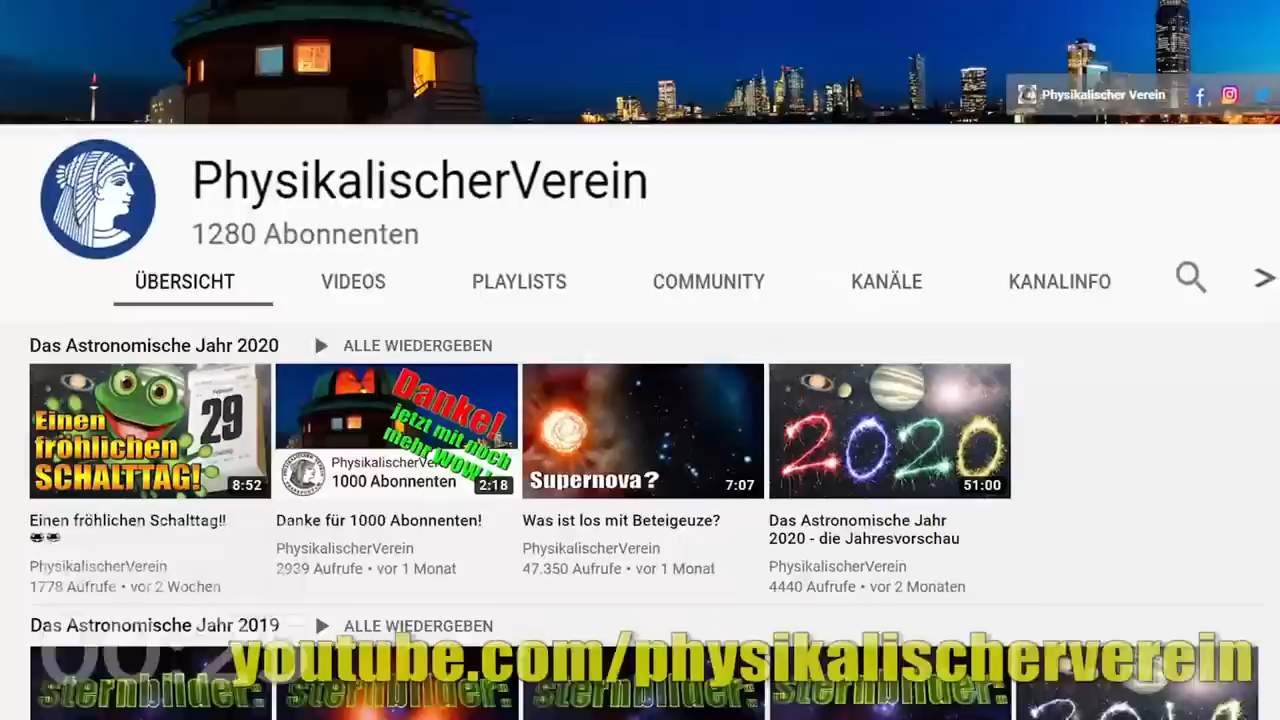 Physikalischer Verein
PhysikalischerVerein
1280 Abonnenten
ÜBERSICHT VIDEOS PLAYLISTS COMMUNITY KANÄLE KANALINFO
Das Astronomische Jahr 2020 ALLE WIEDERGEBEN
Einen
fröhlichen
SCHALTTAG!
29
8:52
Danke!
jetzt mit noch
mehr WOW!
1000 Abonnenten
2:18
Supernova?
7:07
2020
51:00
Einen fröhlichen Schalttag!!
PhysikalischerVerein
1778 Aufrufe • vor 2 Wochen
Danke für 1000 Abonnenten!
PhysikalischerVerein
2939 Aufrufe • vor 1 Monat
Was ist los mit Beteigeuze?
PhysikalischerVerein
47.350 Aufrufe • vor 1 Monat
Das Astronomische Jahr
2020 - die Jahresvorschau
PhysikalischerVerein
4440 Aufrufe • vor 2 Monaten
Das Astronomische Jahr 2019 ALLE WIEDERGEBEN
youtube.com/physikalischerverein
sternbilder: sternbilder: sternbilder: sternbilder: